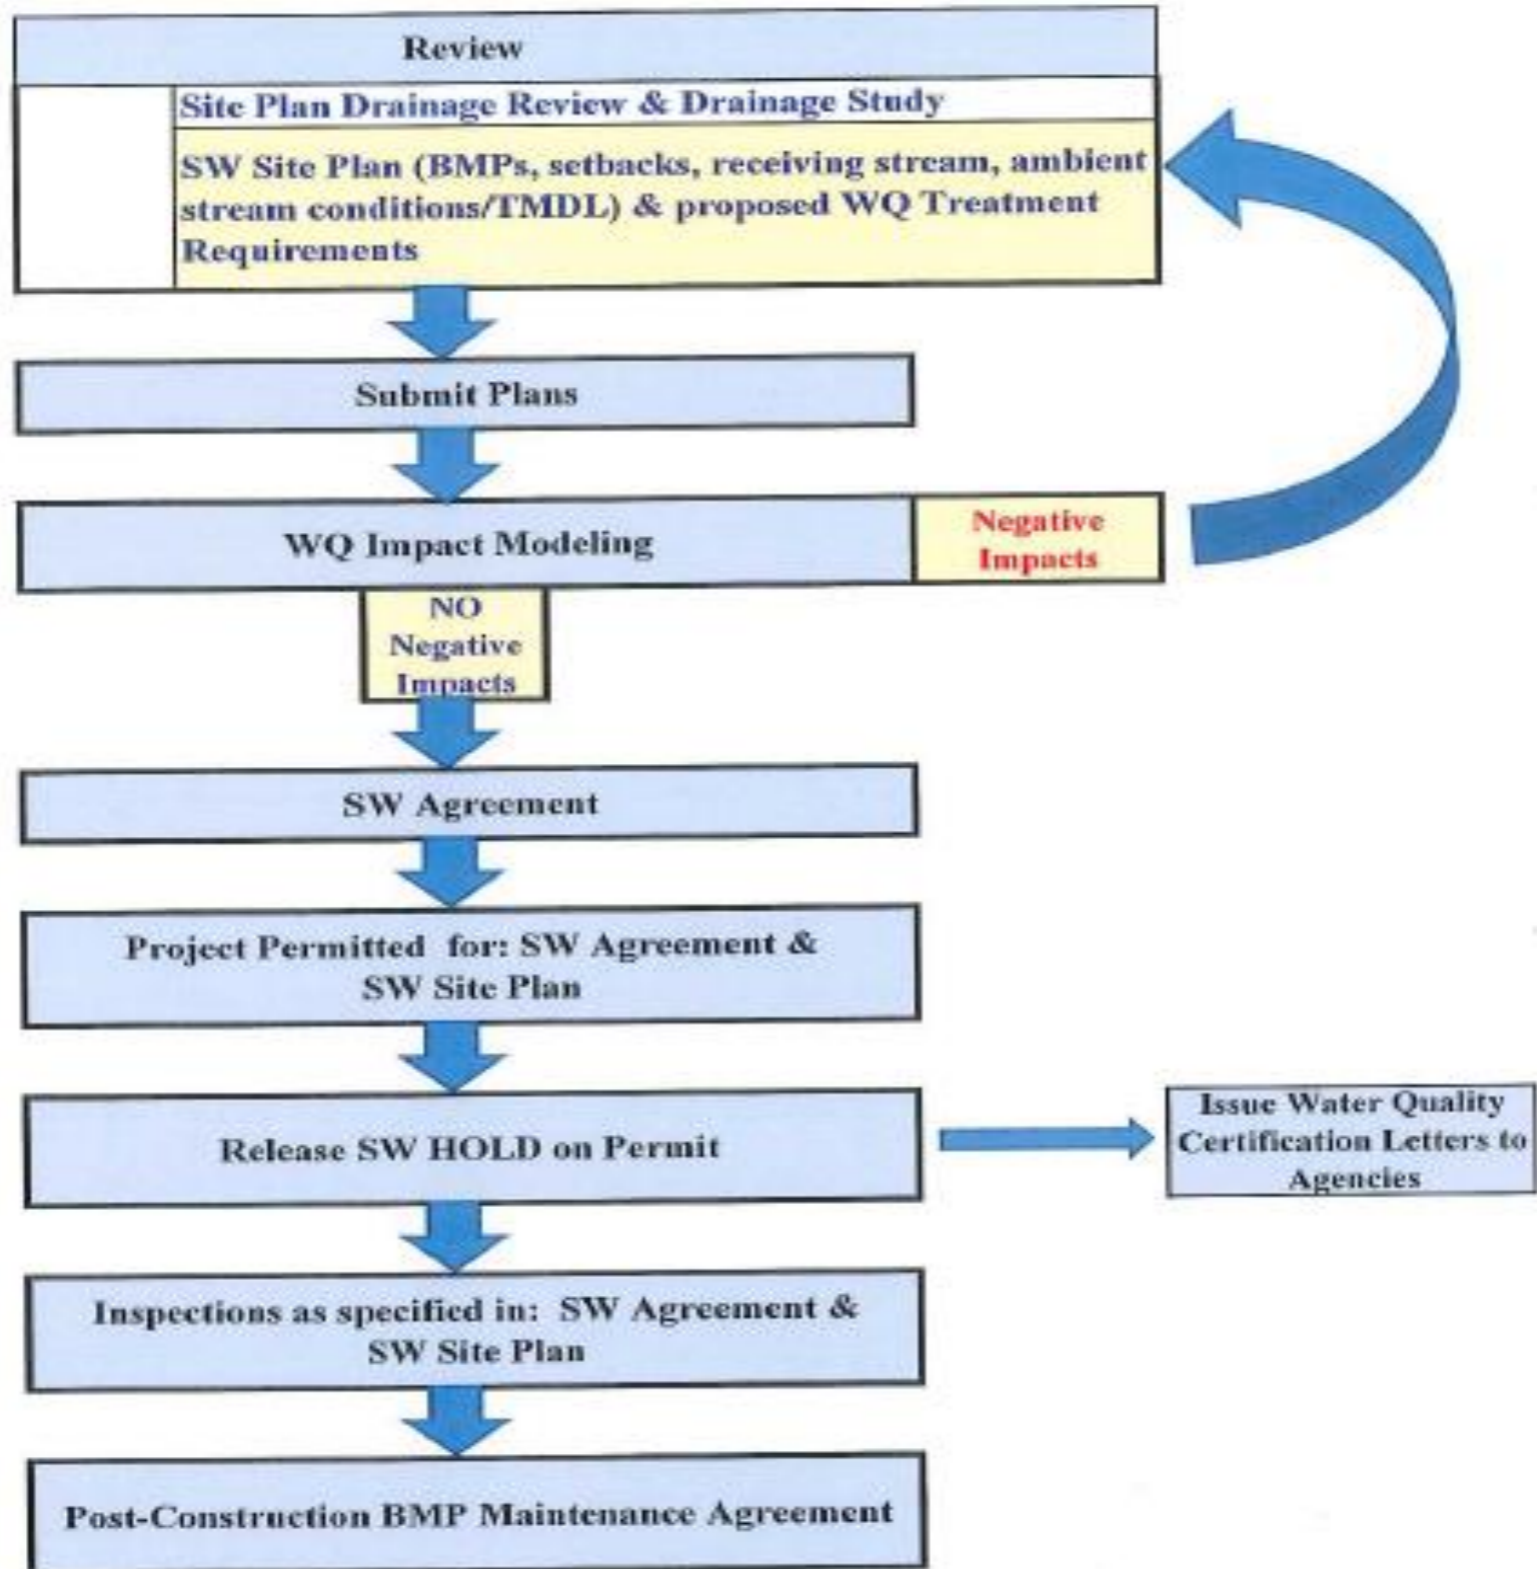 Review
Site Plan Drainage Review & Drainage Study
SW Site Plan (BMPs, setbacks, receiving stream, ambient
stream conditions/TMDL) & proposed WQ Treatment
Requirements
Submit Plans
WQ Impact Modeling
Negative
Impacts
NO
Negative
Impacts
SW Agreement
Project Permitted for: SW Agreement &
SW Site Plan
Release SW HOLD on Permit
Issue Water Quality
Certification Letters to
Agencies
Inspections as specified in: SW Agreement &
SW Site Plan
Post-Construction BMP Maintenance Agreement